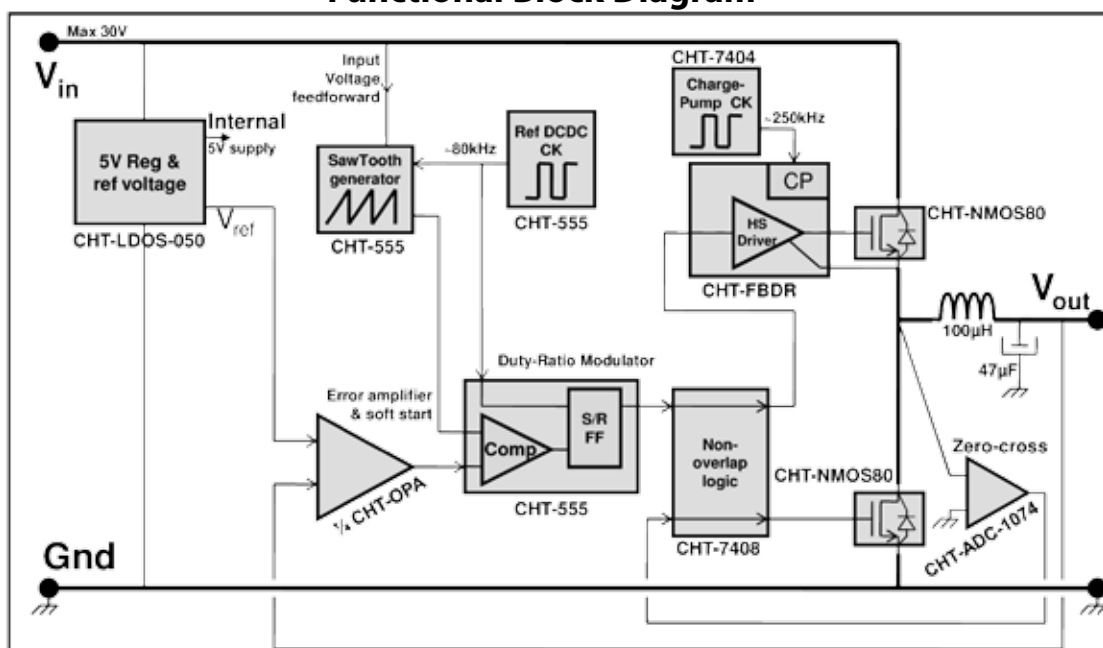 Functional Block Diagram
Max 30V
Vin
Input
Voltage
feedforward
CHT-7404
Charge-
Pump CK
~250kHz
Internal
5V supply
5V Reg &
ref voltage
Vref
CHT-LDOS-050
SawTooth
generator
CHT-555
~80kHz
Ref DCDC
CK
CHT-555
CP
HS
Driver
CHT-FBDR
CHT-NMOS80
Vout
100µH
47µF
Duty-Ratio Modulator
Error amplifier
& soft start
Comp
S/R
FF
CHT-555
¼ CHT-OPA
Non-
overlap
logic
CHT-7408
CHT-NMOS80
Zero-cross
CHT-ADC-1074
Gnd